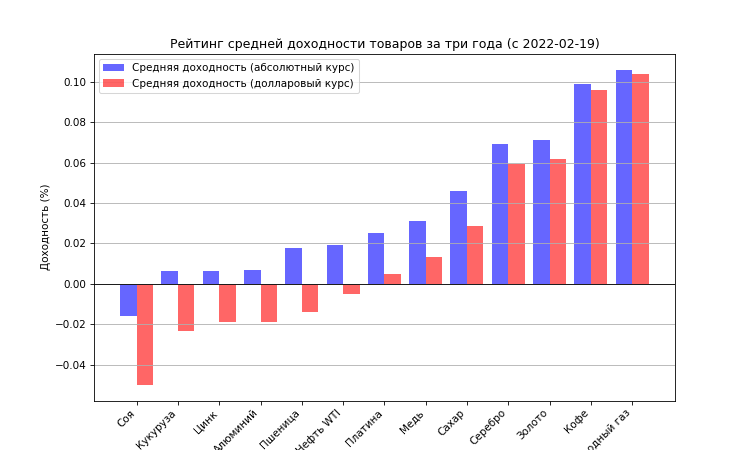 Рейтинг средней доходности товаров за три года (с 2022-02-19)
Средняя доходность (абсолютный курс)
Средняя доходность (долларовый курс)
Доходность (%)
0.10
0.08
0.06
0.04
0.02
0.00
−0.02
−0.04
Соя
Кукуруза
Цинк
Алюминий
Пшеница
Нефть WTI
Платина
Медь
Сахар
Серебро
Золото
Кофе
одный газ